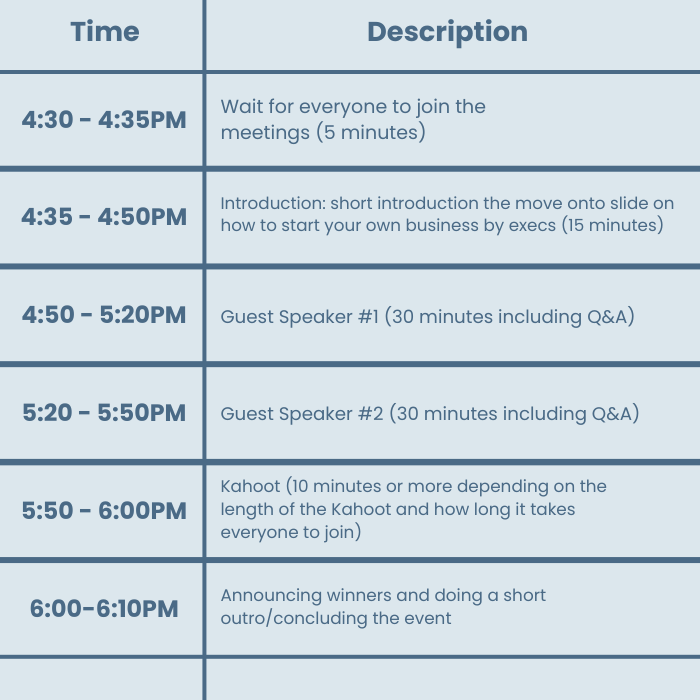 Time
Description
4:30 - 4:35PM
Wait for everyone to join the
meetings (5 minutes)
4:35 - 4:50PM
Introduction: short introduction the move onto slide on
how to start your own business by execs (15 minutes)
4:50 - 5:20PM
Guest Speaker #1 (30 minutes including Q&A)
5:20 - 5:50PM
Guest Speaker #2 (30 minutes including Q&A)
5:50 - 6:00PM
Kahoot (10 minutes or more depending on the
length of the Kahoot and how long it takes
everyone to join)
6:00-6:10PM
Announcing winners and doing a short
outro/concluding the event